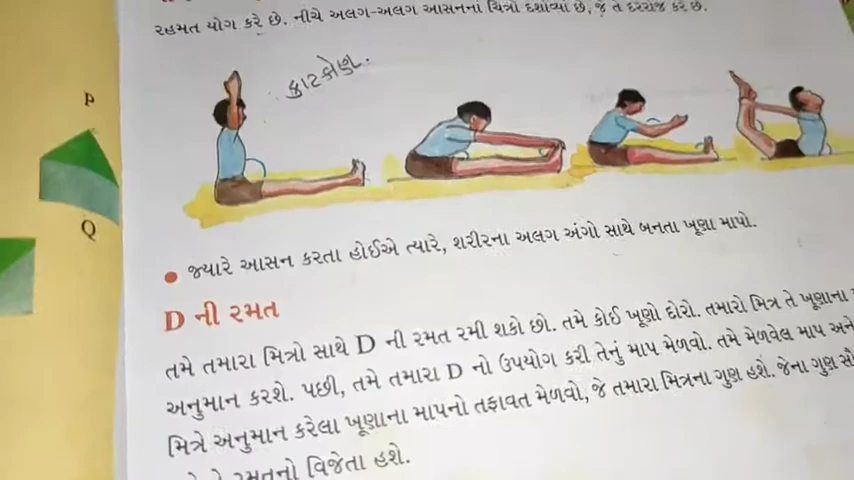 રહમત યોગ કરે છે. નીચે અલગ-અલગ આસનનાં ચિત્રો દર્શાવ્યાં છે, જે તે દરરોજ કરે છે.
કાટકોણ.
P
Q
જ્યારે આસન કરતા હોઈએ ત્યારે, શરીરના અલગ અંગો સાથે બનતા ખૂણા માપો.
D ની રમત
તમે તમારા મિત્રો સાથે D ની રમત રમી શકો છો. તમે કોઈ ખૂણો દોરો. તમારો મિત્ર તે ખૂણાના
અનુમાન કરશે. પછી, તમે તમારા D નો ઉપયોગ કરી તેનું માપ મેળવો. તમે મેળવેલ માપ અને
મિત્રે અનુમાન કરેલા ખૂણાના માપનો તફાવત મેળવો, જે તમારા મિત્રના ગુણ હશે. જેના ગુણ
રમતનો વિજેતા હશે.